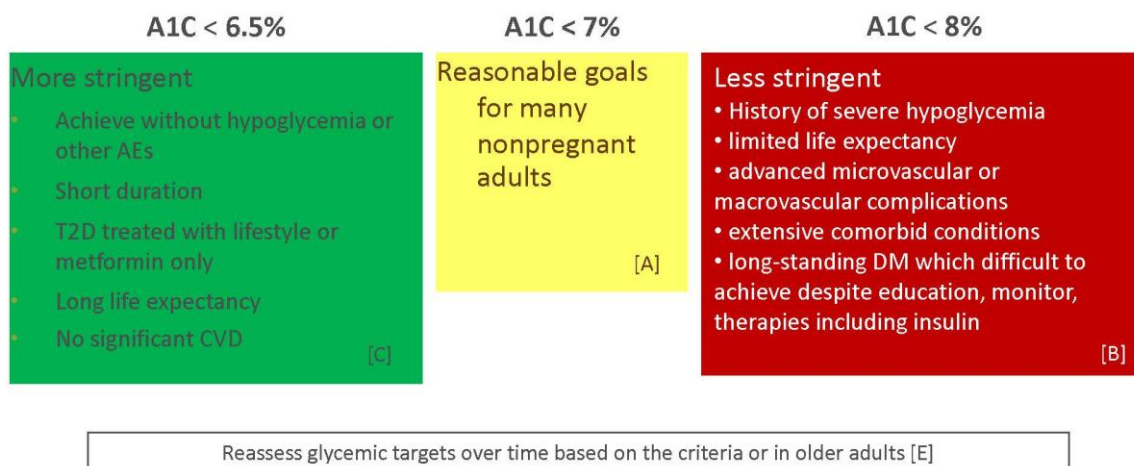 A1C < 6.5%
More stringent
• Achieve without hypoglycemia or
other AEs
• Short duration
• T2D treated with lifestyle or
metformin only
• Long life expectancy
• No significant CVD
[C]
A1C < 7%
Reasonable goals
for many
nonpregnant
adults
[A]
A1C < 8%
Less stringent
• History of severe hypoglycemia
• limited life expectancy
• advanced microvascular or
macrovascular complications
• extensive comorbid conditions
• long-standing DM which difficult to
achieve despite education, monitor,
therapies including insulin
[B]
Reassess glycemic targets over time based on the criteria or in older adults [E]